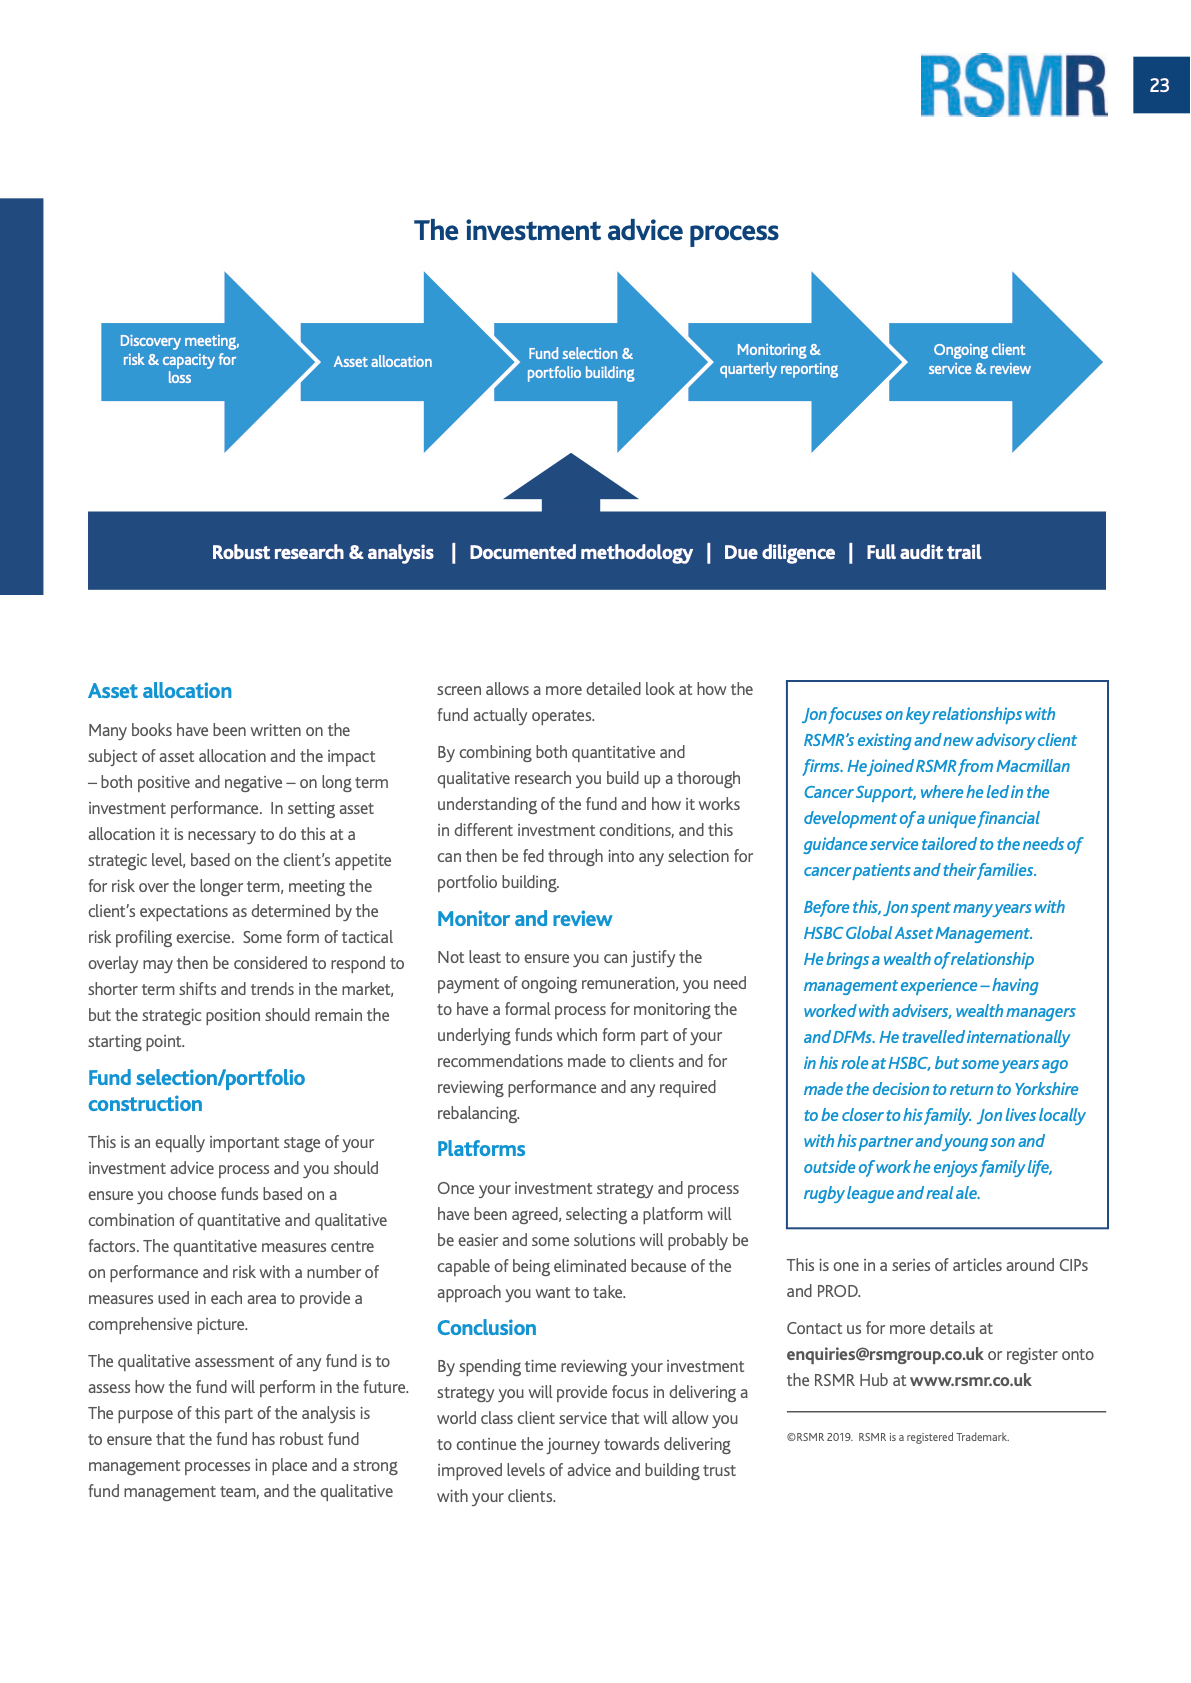 RSMR
23
The investment advice process
Discovery meeting,
risk & capacity for
loss
Asset allocation
Fund selection &
portfolio building
Monitoring &
quarterly reporting
Ongoing client
service & review
Robust research & analysis | Documented methodology | Due diligence | Full audit trail
Asset allocation
Many books have been written on the
subject of asset allocation and the impact
– both positive and negative – on long term
investment performance.  In setting asset
allocation it is necessary to do this at a
strategic level, based on the client’s appetite
for risk over the longer term, meeting the
client’s expectations as determined by the
risk profiling exercise.  Some form of tactical
overlay may then be considered to respond to
shorter term shifts and trends in the market,
but the strategic position should remain the
starting point.
Fund selection/portfolio
construction
This is an equally important stage of your
investment advice process and you should
ensure you choose funds based on a
combination of quantitative and qualitative
factors. The quantitative measures centre
on performance and risk with a number of
measures used in each area to provide a
comprehensive picture.
The qualitative assessment of any fund is to
assess how the fund will perform in the future.
The purpose of this part of the analysis is
to ensure that the fund has robust fund
management processes in place and a strong
fund management team, and the qualitative
screen allows a more detailed look at how the
fund actually operates.
By combining both quantitative and
qualitative research you build up a thorough
understanding of the fund and how it works
in different investment conditions, and this
can then be fed through into any selection for
portfolio building.
Monitor and review
Not least to ensure you can justify the
payment of ongoing remuneration, you need
to have a formal process for monitoring the
underlying funds which form part of your
recommendations made to clients and for
reviewing performance and any required
rebalancing.
Platforms
Once your investment strategy and process
have been agreed, selecting a platform will
be easier and some solutions will probably be
capable of being eliminated because of the
approach you want to take.
Conclusion
By spending time reviewing your investment
strategy you will provide focus in delivering a
world class client service that will allow you
to continue the journey towards delivering
improved levels of advice and building trust
with your clients.
Jon focuses on key relationships with
RSMR’s existing and new advisory client
firms. He joined RSMR from Macmillan
Cancer Support, where he led in the
development of a unique financial
guidance service tailored to the needs of
cancer patients and their families.
Before this, Jon spent many years with
HSBC Global Asset Management.
He brings a wealth of relationship
management experience – having
worked with advisers, wealth managers
and DFMs. He travelled internationally
in his role at HSBC, but some years ago
made the decision to return to Yorkshire
to be closer to his family.  Jon lives locally
with his partner and young son and
outside of work he enjoys family life,
rugby league and real ale.
This is one in a series of articles around CIPs
and PROD.
Contact us for more details at
enquiries@rsmgroup.co.uk or register onto
the RSMR Hub at www.rsmr.co.uk
©RSMR 2019.  RSMR is a registered Trademark.